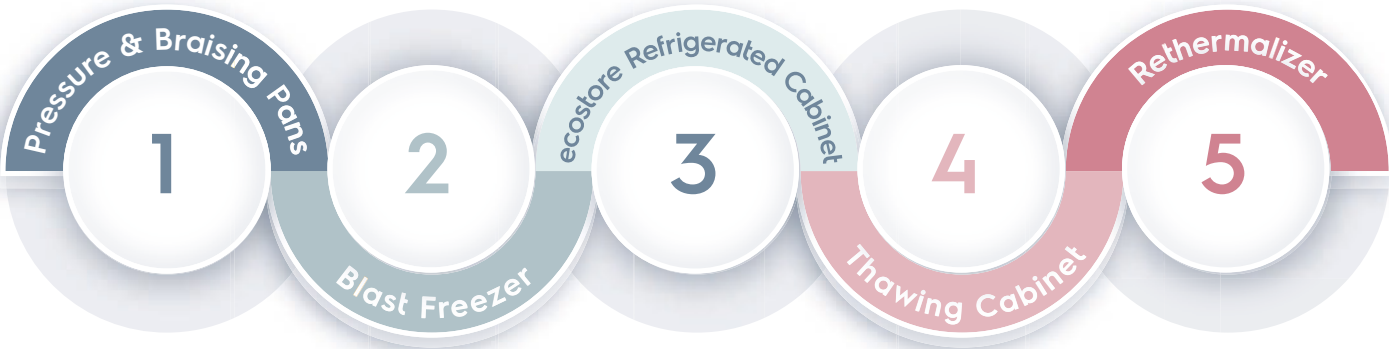 Pressure & Braising Pans
1
Blast Freezer
2
ecostore Refrigerated Cabinet
3
Thawing Cabinet
4
Rethermalizer
5